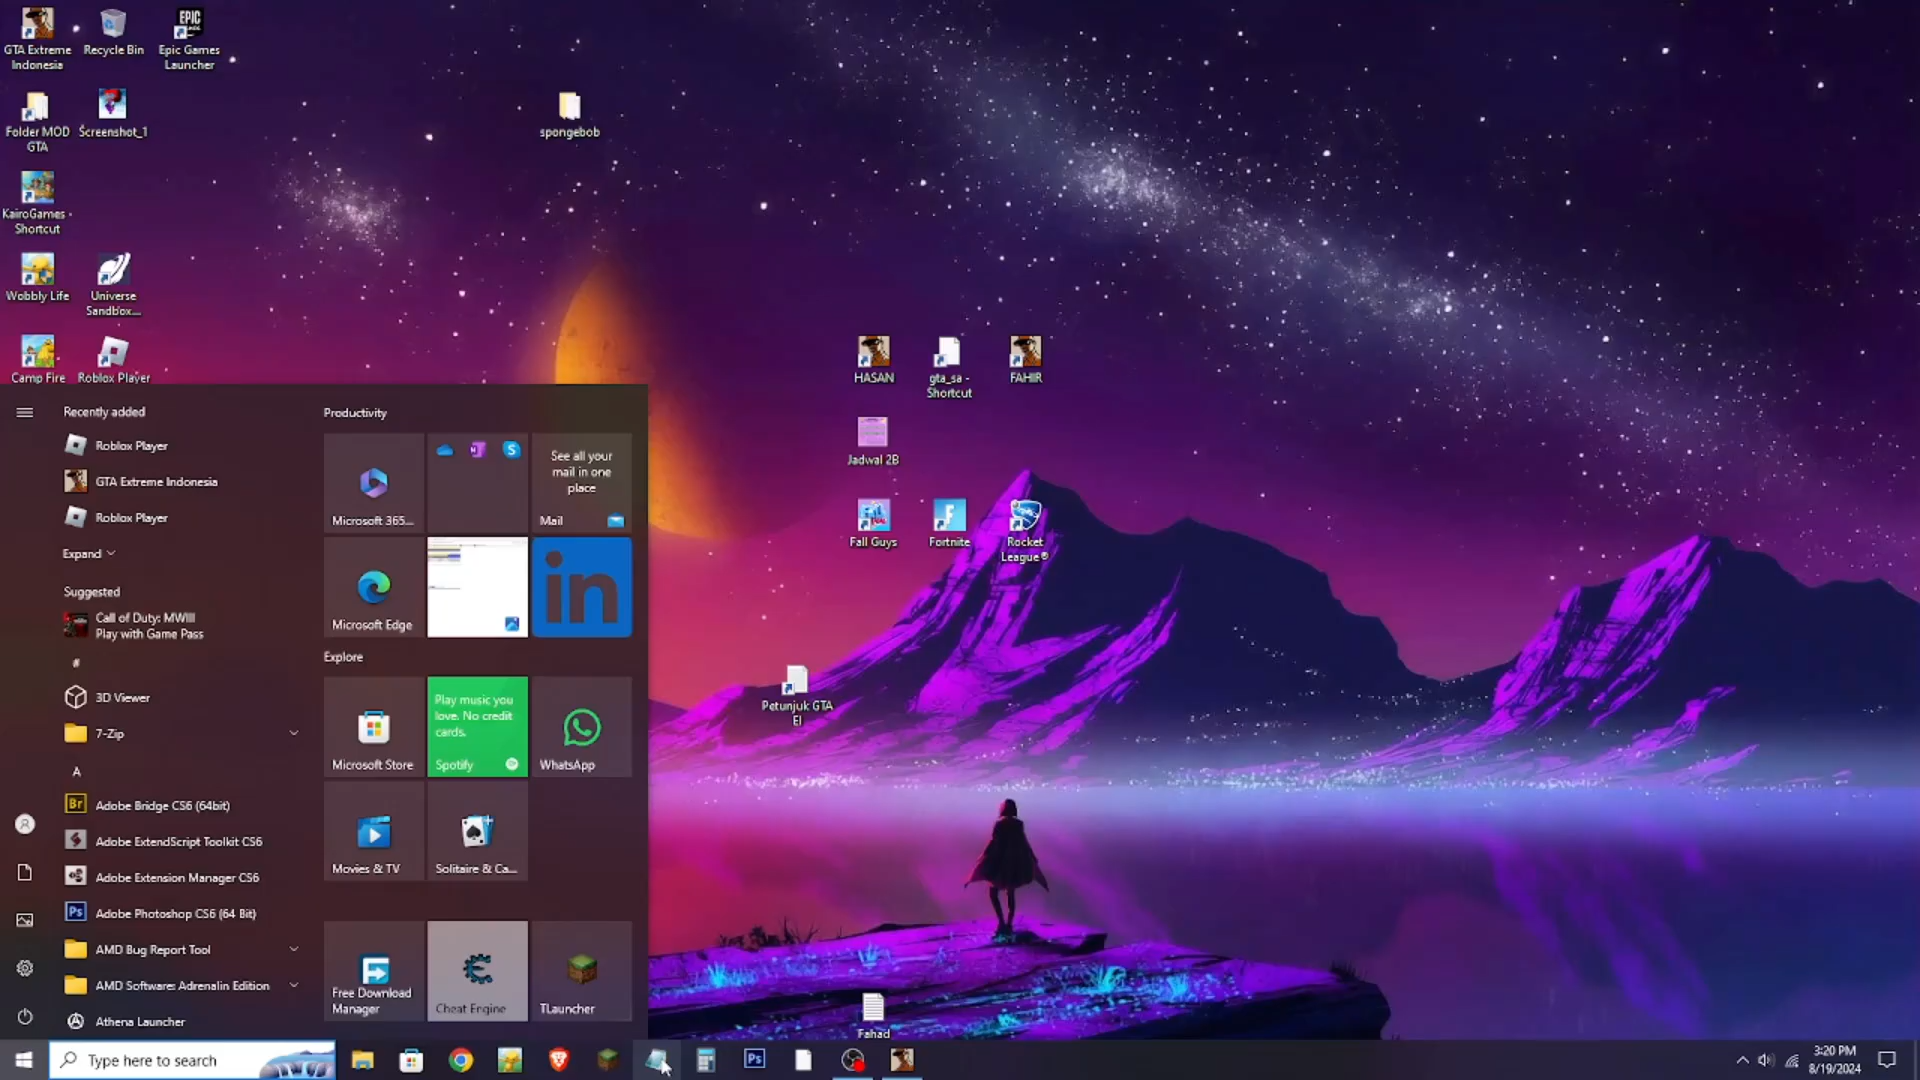 GTA Extreme
Indonesia
Recycle Bin
EPIC
Epic Games
Launcher
Folder MOD
GTA
Screenshot_1
spongebob
KairoGames -
Shortcut
Wobbly Life
Universe
Sandbox....
Camp Fire
Roblox Player
HASAN
gta_sa -
Shortcut
FAHIR
Jadwal 2B
Fall Guys
Fortnite
Rocket
League®
Petunjuk GTA
EI
Fahad
Recently added
Roblox Player
GTA Extreme Indonesia
Roblox Player
Expand
Suggested
Call of Duty: MWIII
Play with Game Pass
#
3D Viewer
7-Zip
A
Br
Adobe Bridge CS6 (64bit)
Adobe ExtendScript Toolkit CS6
Adobe Extension Manager CS6
Ps
Adobe Photoshop CS6 (64 Bit)
AMD Bug Report Tool
AMD Software: Adrenalin Edition
Athena Launcher
Productivity
Microsoft 365...
See all your
mail in one
place
Mail
Microsoft Edge
in
Explore
Microsoft Store
Play music you
love. No credit
cards.
Spotify
WhatsApp
Movies & TV
Solitaire & Ca...
Free Download
Manager
Cheat Engine
TLauncher
Type here to search
Ps
3:20 PM
8/19/2024